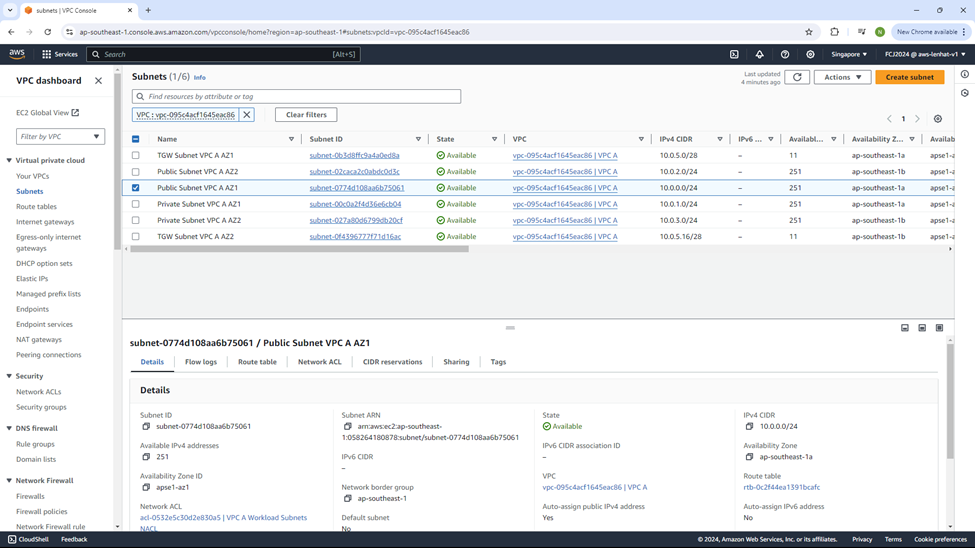 subnets | VPC Console
ap-southeast-1.console.aws.amazon.com/vpcconsole/home?region=ap-southeast-1#subnets:vpcId=vpc-095c4acf1645eac86
New Chrome available
aws Services Search [Alt+S] Singapore FCJ2024 @ aws-lenhat-v1
VPC dashboard
EC2 Global View
Filter by VPC
Virtual private cloud
Your VPCs
Subnets
Route tables
Internet gateways
Egress-only internet
gateways
DHCP option sets
Elastic IPs
Managed prefix lists
Endpoints
Endpoint services
NAT gateways
Peering connections
Security
Network ACLs
Security groups
DNS firewall
Rule groups
Domain lists
Network Firewall
Firewalls
Firewall policies
Network Firewall rule
Subnets (1/6) Info
Last updated
4 minutes ago
Actions
Create subnet
Find resources by attribute or tag
VPC : vpc-095c4acf1645eac86
Clear filters
1
Name Subnet ID State VPC IPv4 CIDR IPv6 ... Availabl... Availability Z... Network
TGW Subnet VPC A AZ1 subnet-0b3d8ffc9a4a0ed8a Available vpc-095c4acf1645eac86 | VPC A 10.0.5.0/28 – 11 ap-southeast-1a apse1-az
Public Subnet VPC A AZ2 subnet-02caca2c0abdc0d3c Available vpc-095c4acf1645eac86 | VPC A 10.0.2.0/24 – 251 ap-southeast-1b apse1-az
Public Subnet VPC A AZ1 subnet-0774d108aa6b75061 Available vpc-095c4acf1645eac86 | VPC A 10.0.0.0/24 – 251 ap-southeast-1a apse1-az
Private Subnet VPC A AZ1 subnet-00c0a2f4d36e6cb04 Available vpc-095c4acf1645eac86 | VPC A 10.0.1.0/24 – 251 ap-southeast-1a apse1-az
Private Subnet VPC A AZ2 subnet-027a80d6799db20cf Available vpc-095c4acf1645eac86 | VPC A 10.0.3.0/24 – 251 ap-southeast-1b apse1-az
TGW Subnet VPC A AZ2 subnet-0f4396777f71d16ac Available vpc-095c4acf1645eac86 | VPC A 10.0.5.16/28 – 11 ap-southeast-1b apse1-az
subnet-0774d108aa6b75061 / Public Subnet VPC A AZ1
Details Flow logs Route table Network ACL CIDR reservations Sharing Tags
Details
Subnet ID
subnet-0774d108aa6b75061
Available IPv4 addresses
251
Availability Zone ID
apse1-az1
Network ACL
acl-0532e5c30d2e830a5 | VPC A Workload Subnets
NACL
Subnet ARN
arn:aws:ec2:ap-southeast-
1:058264180878:subnet/subnet-0774d108aa6b75061
IPv6 CIDR
–
Network border group
ap-southeast-1
Default subnet
No
State
Available
IPv6 CIDR association ID
–
VPC
vpc-095c4acf1645eac86 | VPC A
Auto-assign public IPv4 address
Yes
IPv4 CIDR
10.0.0.0/24
Availability Zone
ap-southeast-1a
Route table
rtb-0c2f44ea1391bcafc
Auto-assign IPv6 address
No
CloudShell Feedback © 2024, Amazon Web Services, Inc. or its affiliates. Privacy Terms Cookie preferences